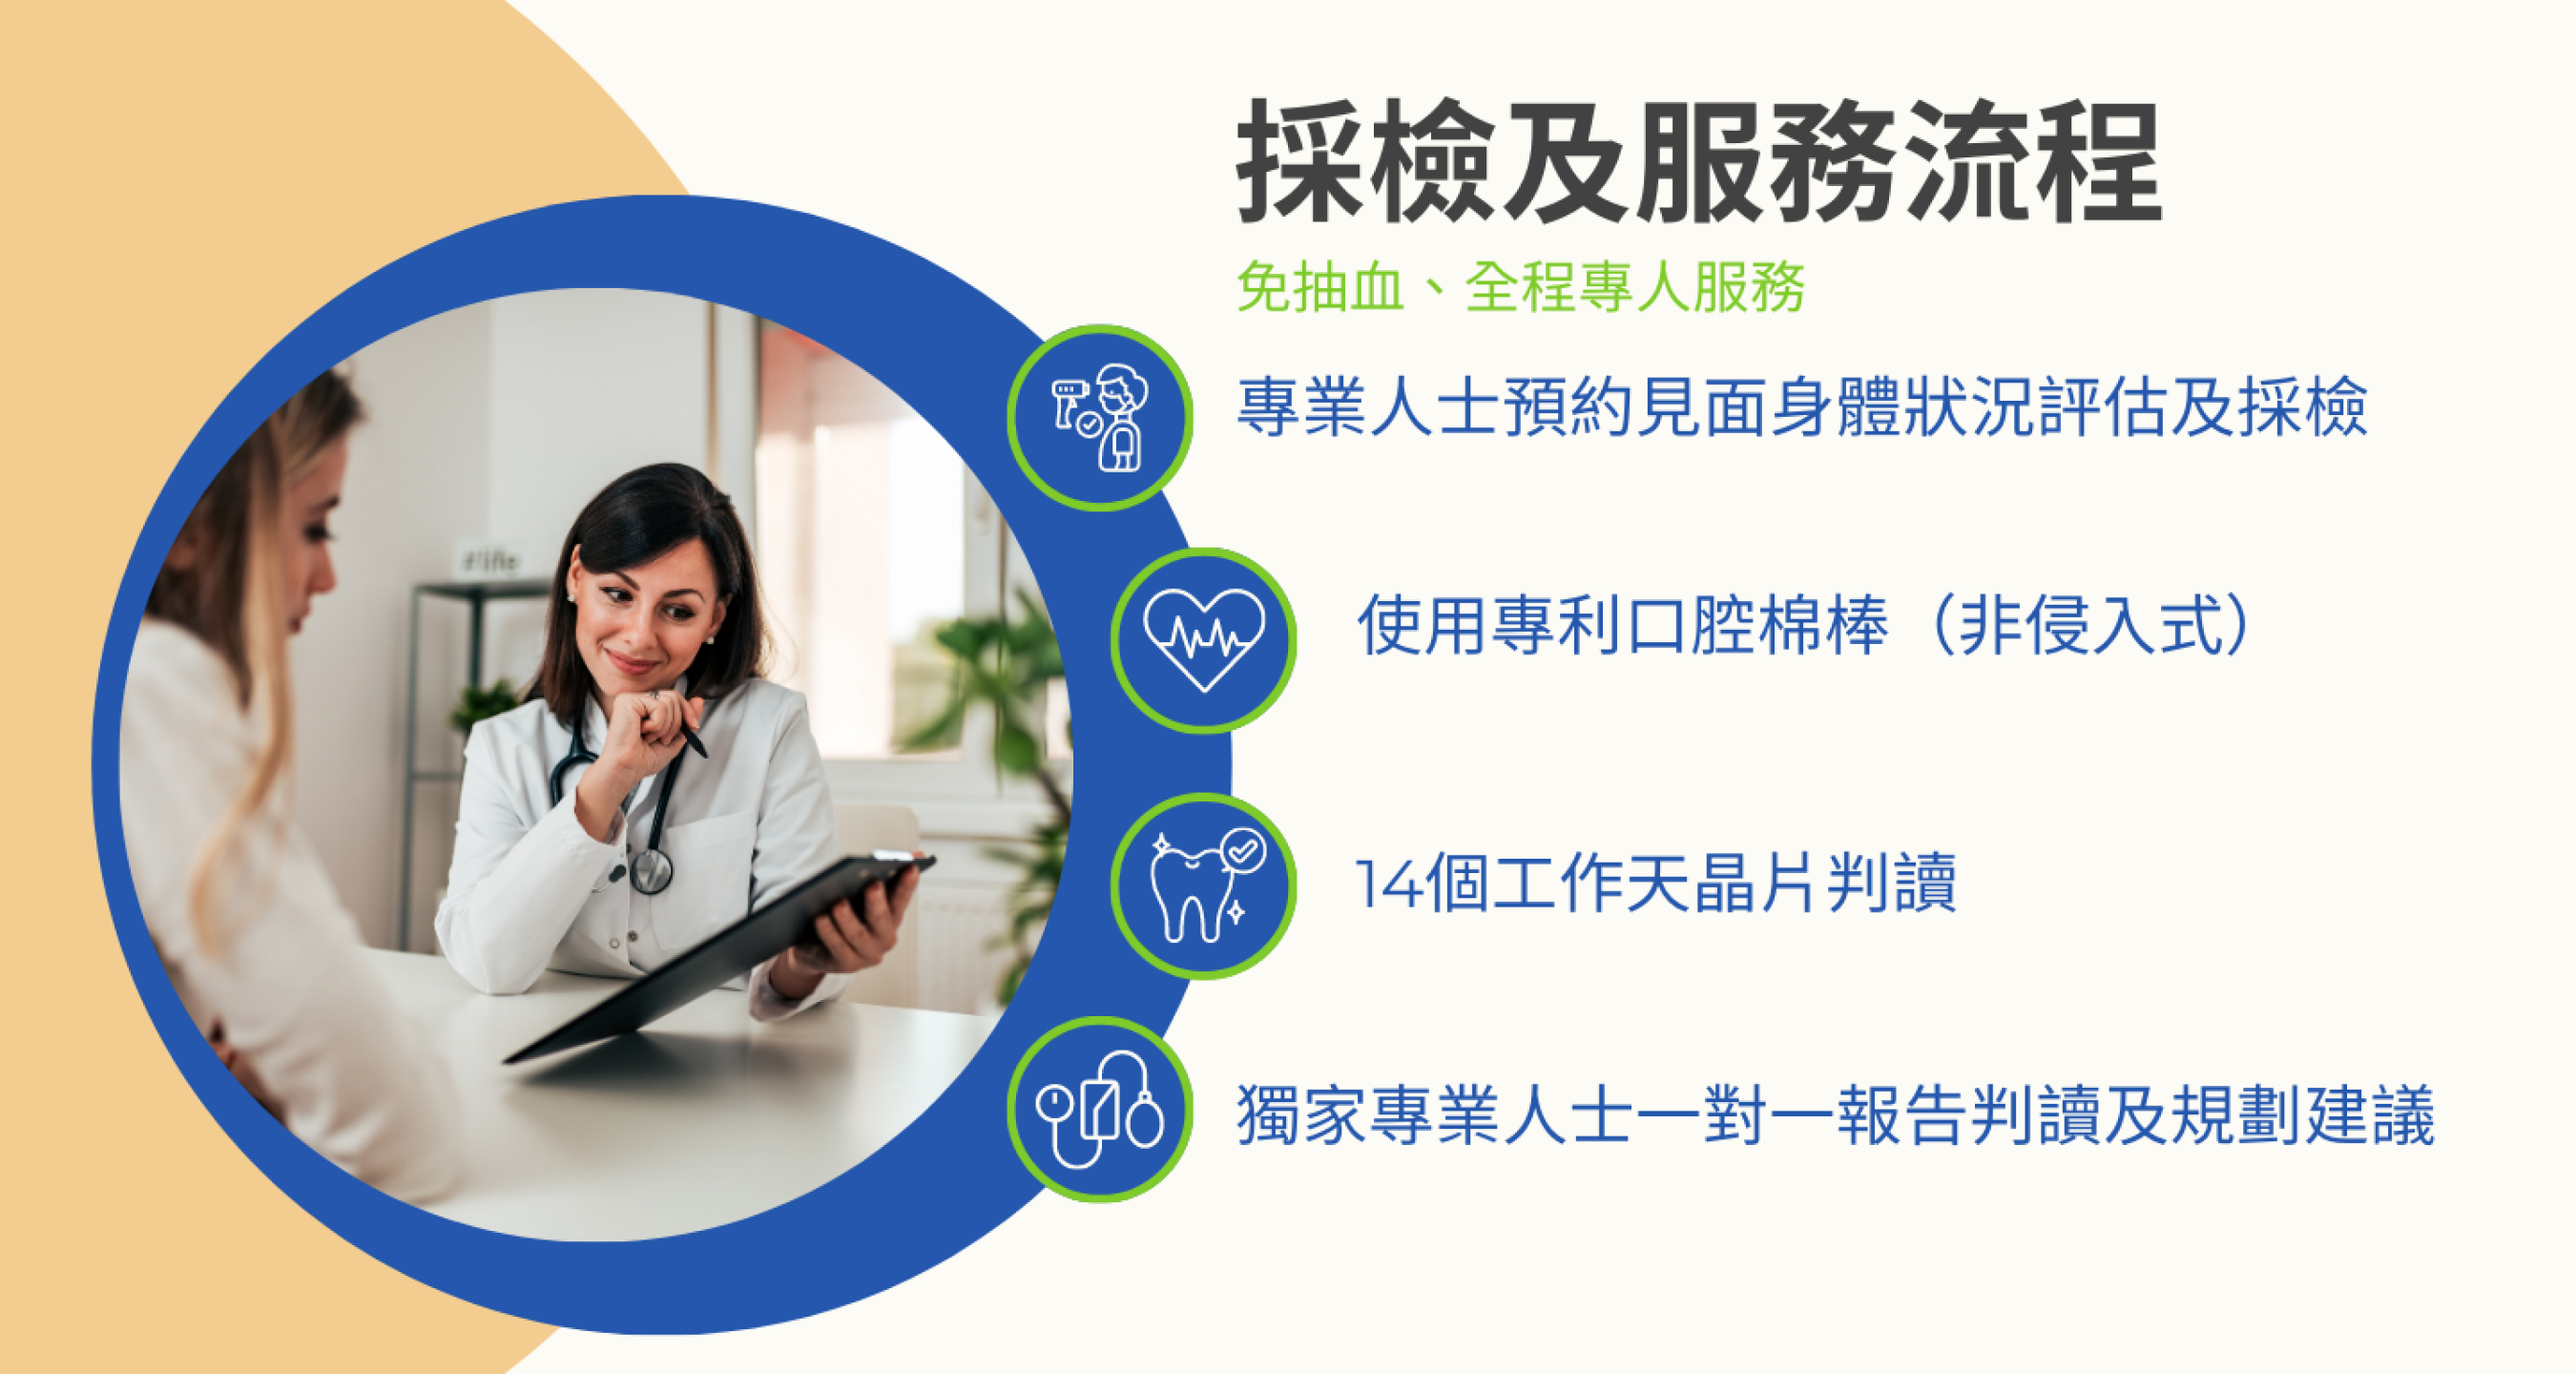 採檢及服務流程
免抽血、全程專人服務
專業人士預約見面身體狀況評估及採檢
使用專利口腔棉棒（非侵入式）
14個工作天晶片判讀
獨家專業人士一對一報告判讀及規劃建議
#life